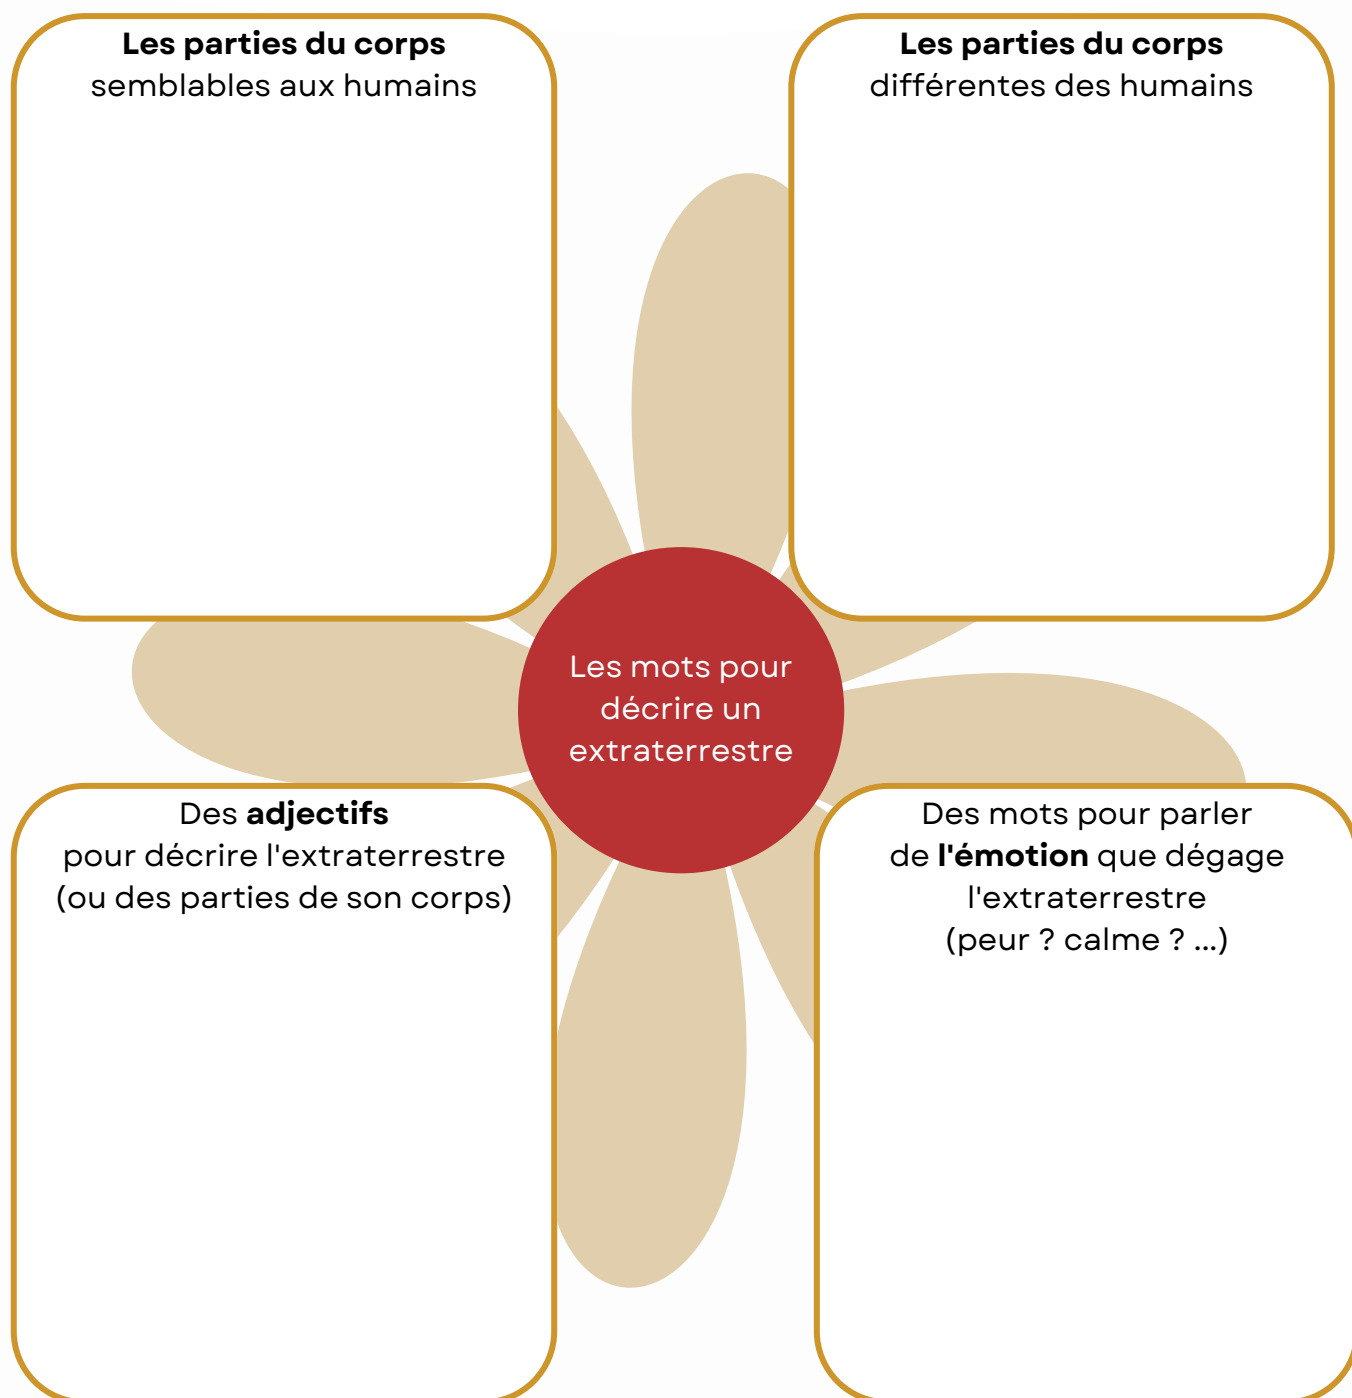 Les parties du corps
semblables aux humains
Les parties du corps
différentes des humains
Les mots pour
décrire un
extraterrestre
Des adjectifs
pour décrire l'extraterrestre
(ou des parties de son corps)
Des mots pour parler
de l'émotion que dégage
l'extraterrestre
(peur ? calme ? ...)